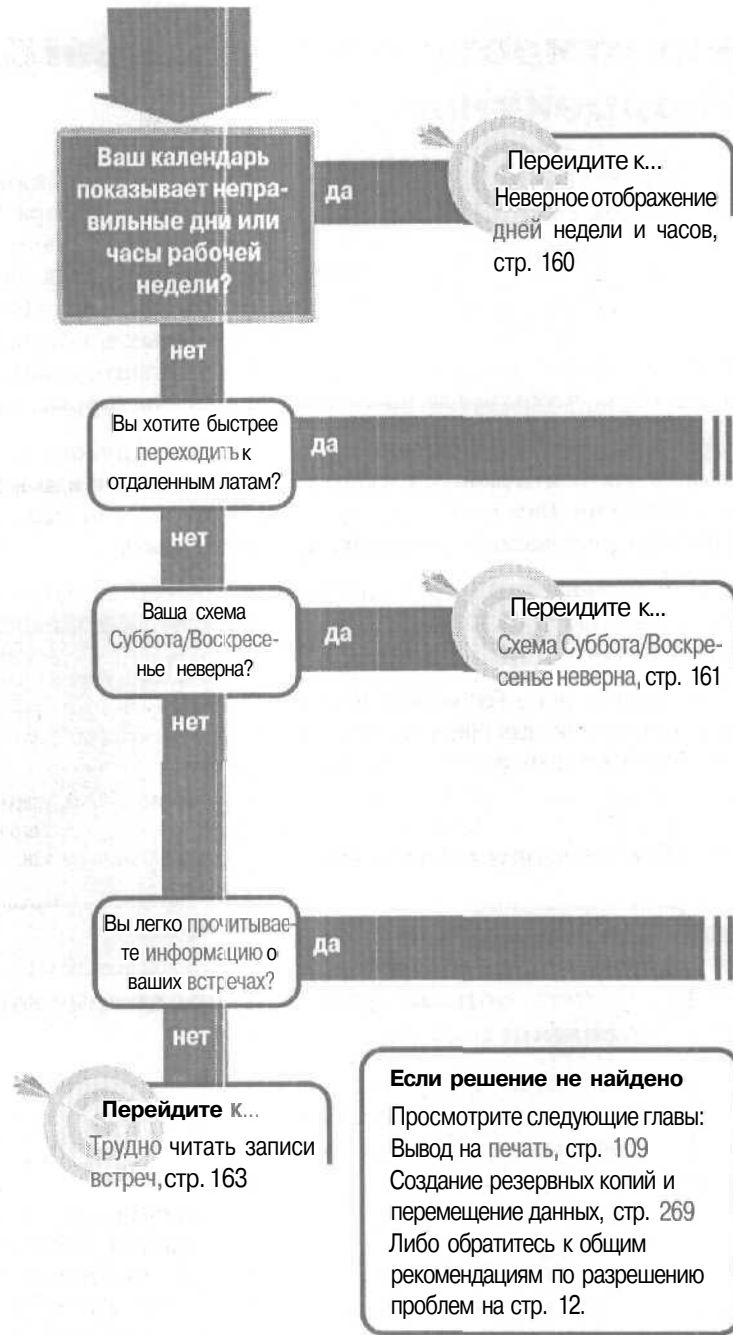 Ваш календарь
показывает непра-
вильные дни или
часы рабочей
недели?
да
Переидите к...
Неверное отображение
дней недели и часов,
стр. 160
нет
Вы хотите быстрее
переходить к
отдаленным латам?
да
нет
Ваша схема
Суббота/Воскресе-
нье неверна?
да
Переидите к...
Схема Суббота/Воскре-
сенье неверна, стр. 161
нет
Вы легко прочитывае-
те информацию о
ваших встречах?
да
нет
Перейдите к...
Трудно читать записи
встреч, стр. 163
Если решение не найдено
Просмотрите следующие главы:
Вывод на печать, стр. 109
Создание резервных копий и
перемещение данных, стр. 269
Либо обратитесь к общим
рекомендациям по разрешению
проблем на стр. 12.